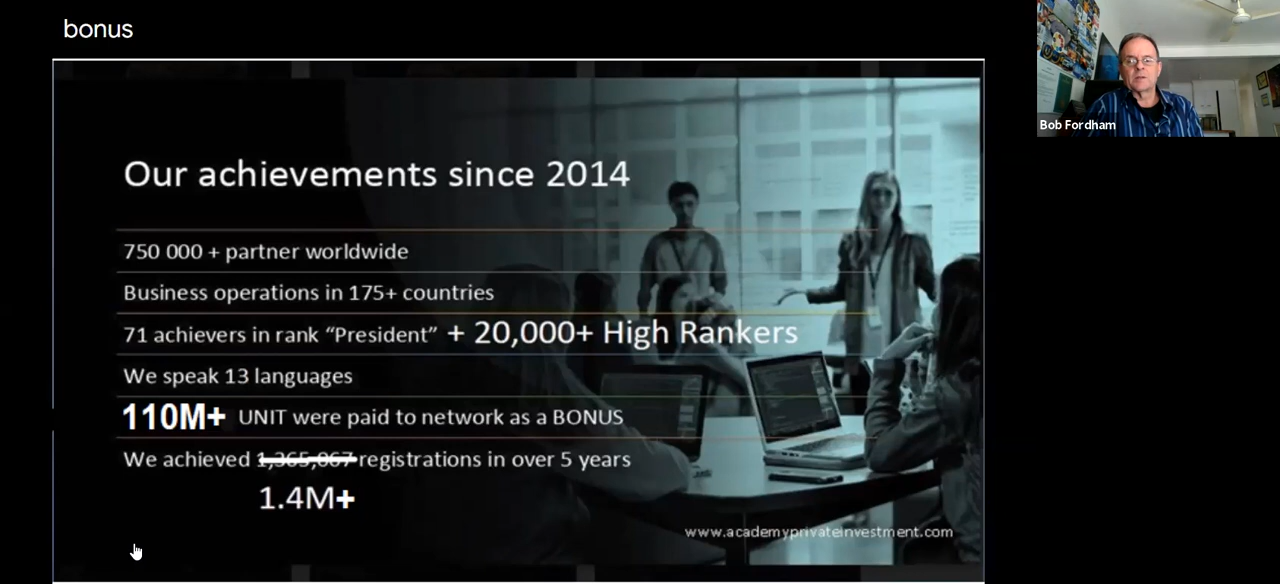 bonus
Bob Fordham
Our achievements since 2014
750 000 + partner worldwide
Business operations in 175+ countries
71 achievers in rank “President” + 20,000+ High Rankers
We speak 13 languages
110M+ UNIT were paid to network as a BONUS
We achieved 1,365,067 registrations in over 5 years
1.4M+
www.academyprivateinvestment.com